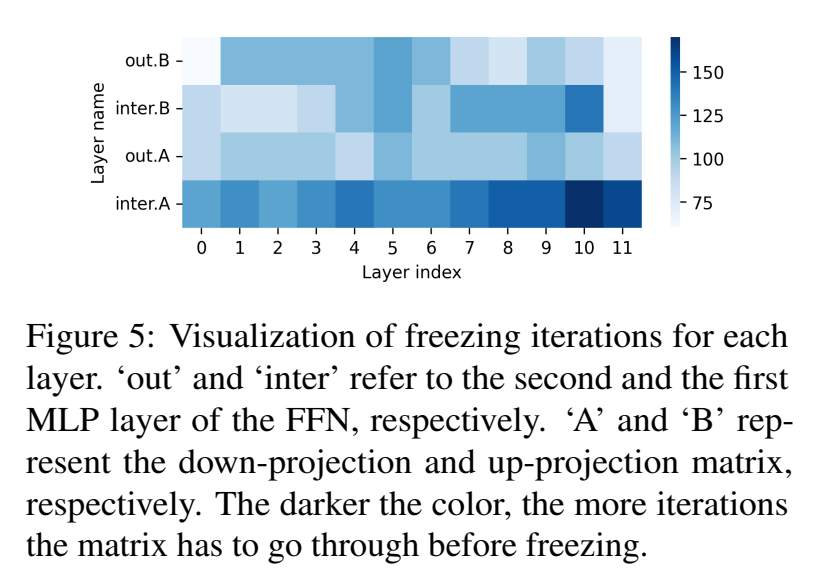 out.B
inter.B
out.A
inter.A
Layer name
0 1 2 3 4 5 6 7 8 9 10 11
Layer index
150
125
100
75
Figure 5: Visualization of freezing iterations for each
layer. ‘out’ and ‘inter’ refer to the second and the first
MLP layer of the FFN, respectively. ‘A’ and ‘B’ rep-
resent the down-projection and up-projection matrix,
respectively. The darker the color, the more iterations
the matrix has to go through before freezing.